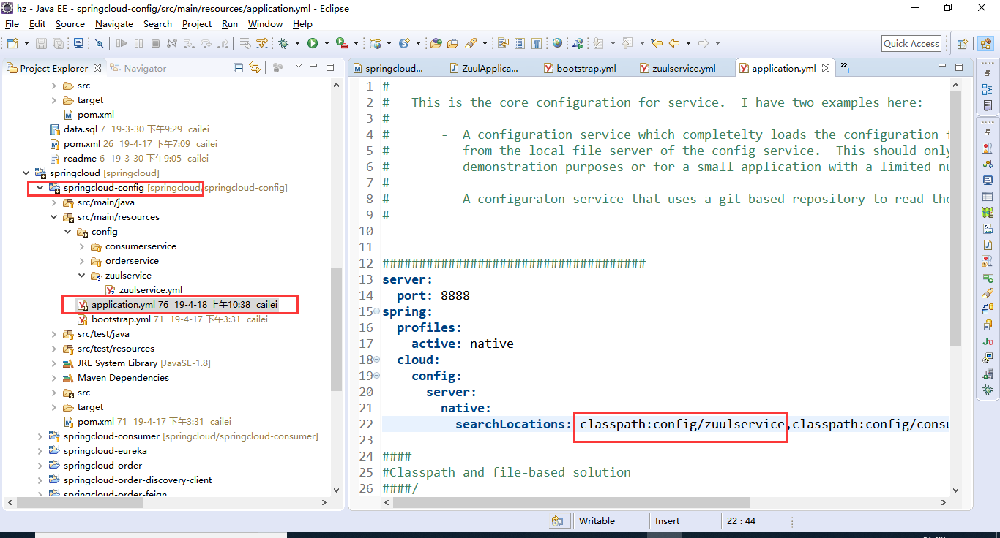 hz - Java EE - springcloud-config/src/main/resources/application.yml - Eclipse
File Edit Source Navigate Search Project Run Window Help
Quick Access
Project Explorer Navigator
springcloud... ZuulApplica... bootstrap.yml zuulservice.yml application.yml »1
src
target
pom.xml
data.sql 7 19-3-30 下午9:29 cailei
pom.xml 26 19-4-17 下午7:09 cailei
readme 6 19-3-30 下午9:05 cailei
springcloud [springcloud]
springcloud-config [springcloud/springcloud-config]
src/main/java
src/main/resources
config
consumerservice
orderservice
zuulservice
zuulservice.yml
application.yml 76 19-4-18 上午10:38 cailei
bootstrap.yml 71 19-4-17 下午3:31 cailei
src/test/java
src/test/resources
JRE System Library [JavaSE-1.8]
Maven Dependencies
src
target
pom.xml 71 19-4-17 下午3:31 cailei
springcloud-consumer [springcloud/springcloud-consumer]
springcloud-eureka
springcloud-order
springcloud-order-discovery-client
springcloud-order-feign
1 #
2 # This is the core configuration for service. I have two examples here:
3 #
4 # - A configuration service which completelty loads the configuration f
5 # from the local file server of the config service. This should only
6 # demonstration purposes or for a small application with a limited nu
7 #
8 # - A configuraton service that uses a git-based repository to read the
9 #
10
11
12 ####################################
13 server:
14 port: 8888
15 spring:
16 profiles:
17 active: native
18 cloud:
19 config:
20 server:
21 native:
22 searchLocations: classpath:config/zuulservice,classpath:config/consu
23
24 ####
25 #Classpath and file-based solution
26 ####/
Writable Insert 22 : 44